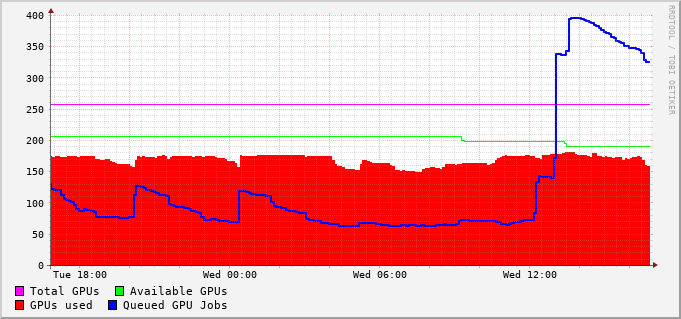 400
350
300
250
200
150
100
50
0
Tue 18:00 Wed 00:00 Wed 06:00 Wed 12:00
Total GPUs Available GPUs
GPUs used Queued GPU Jobs
RRDTOOL / TOBI OETIKER